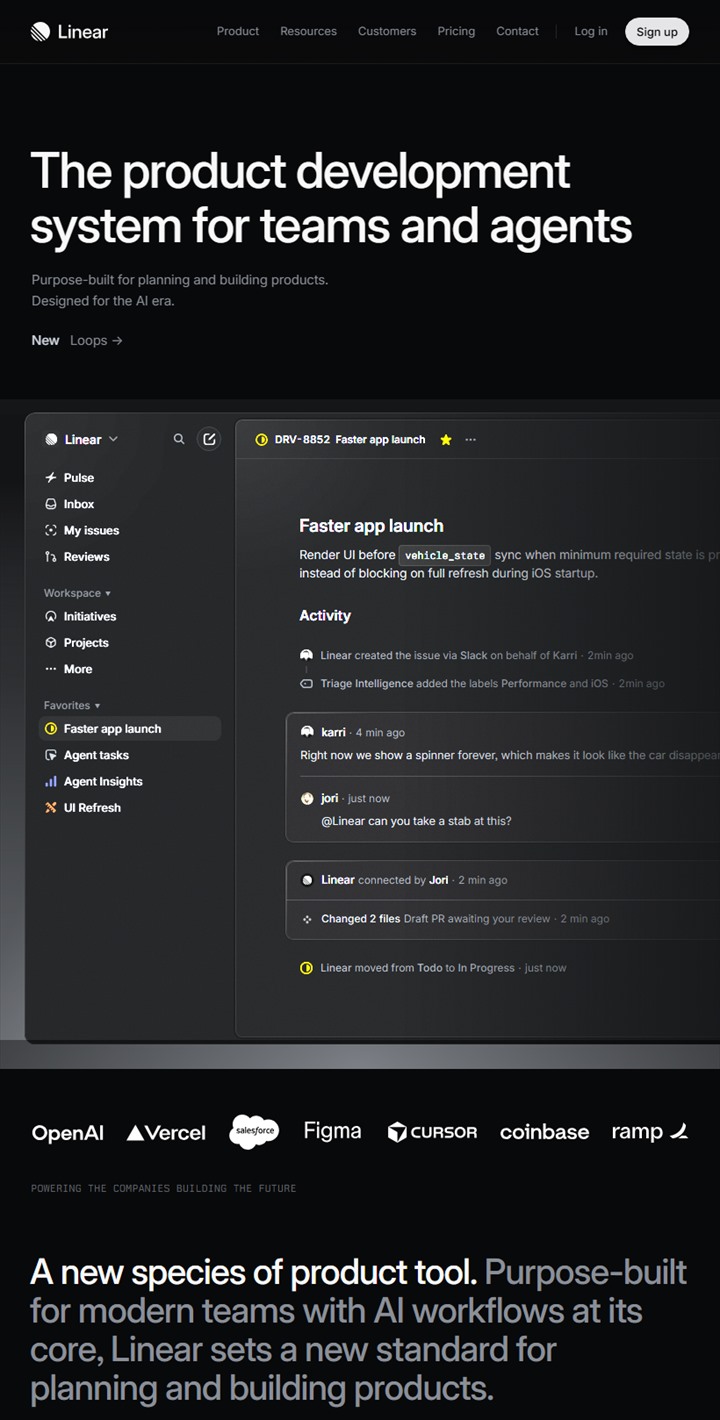 Linear
Product Resources Customers Pricing Contact Log in Sign up
The product development
system for teams and agents
Purpose-built for planning and building products.
Designed for the AI era.
New Loops →
Linear
Pulse
Inbox
My issues
Reviews
Workspace
Initiatives
Projects
More
Favorites
Faster app launch
Agent tasks
Agent Insights
UI Refresh
DRV-8852 Faster app launch
Faster app launch
Render UI before vehicle_state sync when minimum required state is pr
instead of blocking on full refresh during iOS startup.
Activity
Linear created the issue via Slack on behalf of Karri · 2min ago
Triage Intelligence added the labels Performance and iOS · 2min ago
karri · 4 min ago
Right now we show a spinner forever, which makes it look like the car disappear
jori · just now
@Linear can you take a stab at this?
Linear connected by Jori · 2 min ago
Changed 2 files Draft PR awaiting your review · 2 min ago
Linear moved from Todo to In Progress · just now
OpenAI Vercel salesforce Figma CURSOR coinbase ramp
POWERING THE COMPANIES BUILDING THE FUTURE
A new species of product tool. Purpose-built
for modern teams with AI workflows at its
core, Linear sets a new standard for
planning and building products.